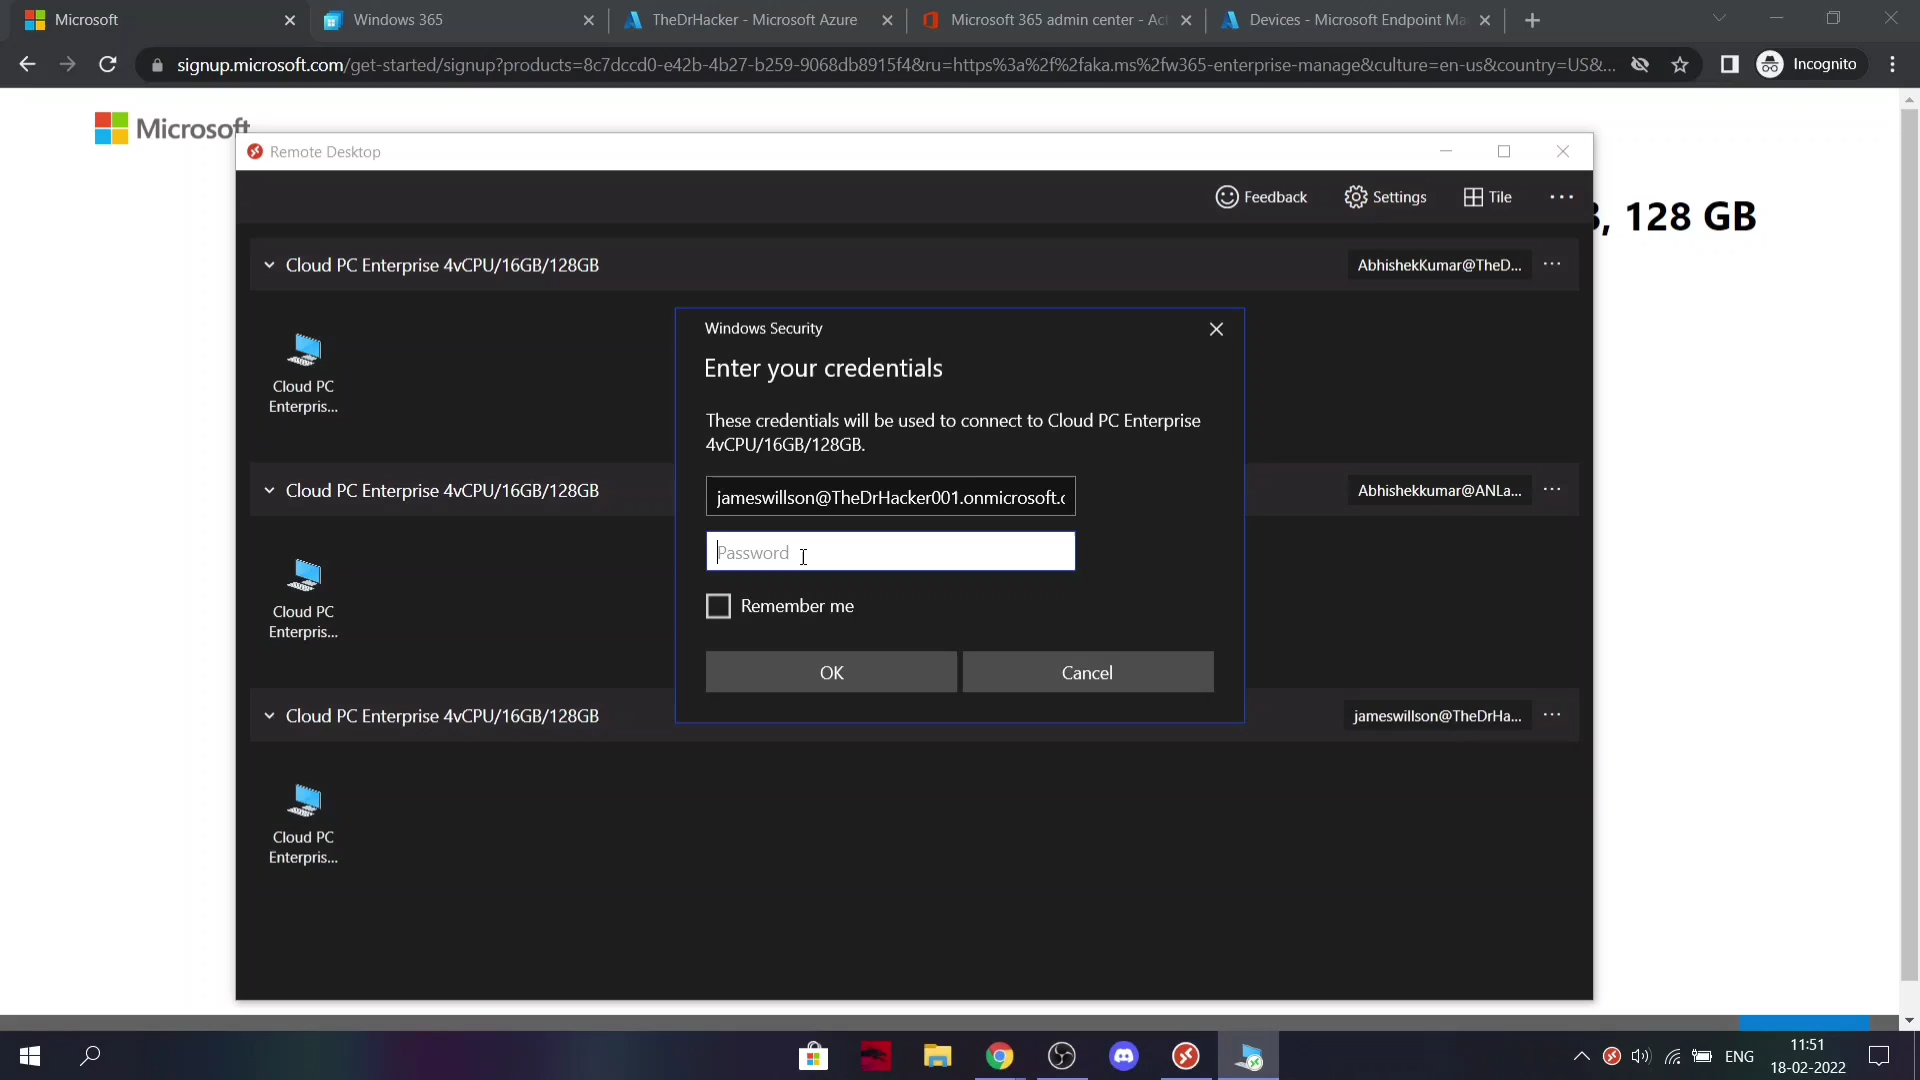 Microsoft
Windows 365
TheDrHacker - Microsoft Azure
Microsoft 365 admin center - Ac
Devices - Microsoft Endpoint Ma
signup.microsoft.com/get-started/signup?products=8c7dccd0-e42b-4b27-b259-9068db8915f4&ru=https%3a%2f%2faka.ms%2fw365-enterprise-manage&culture=en-us&country=US&...
Incognito
Microsoft
, 128 GB
Remote Desktop
Feedback
Settings
Tile
Cloud PC Enterprise 4vCPU/16GB/128GB
AbhishekKumar@TheD...
Cloud PC
Enterpris...
Windows Security
Enter your credentials
These credentials will be used to connect to Cloud PC Enterprise
4vCPU/16GB/128GB.
jameswillson@TheDrHacker001.onmicrosoft.c
Password
Remember me
OK
Cancel
Cloud PC Enterprise 4vCPU/16GB/128GB
Abhishekkumar@ANLa...
Cloud PC
Enterpris...
Cloud PC Enterprise 4vCPU/16GB/128GB
jameswillson@TheDrHa...
Cloud PC
Enterpris...
ENG
11:51
18-02-2022